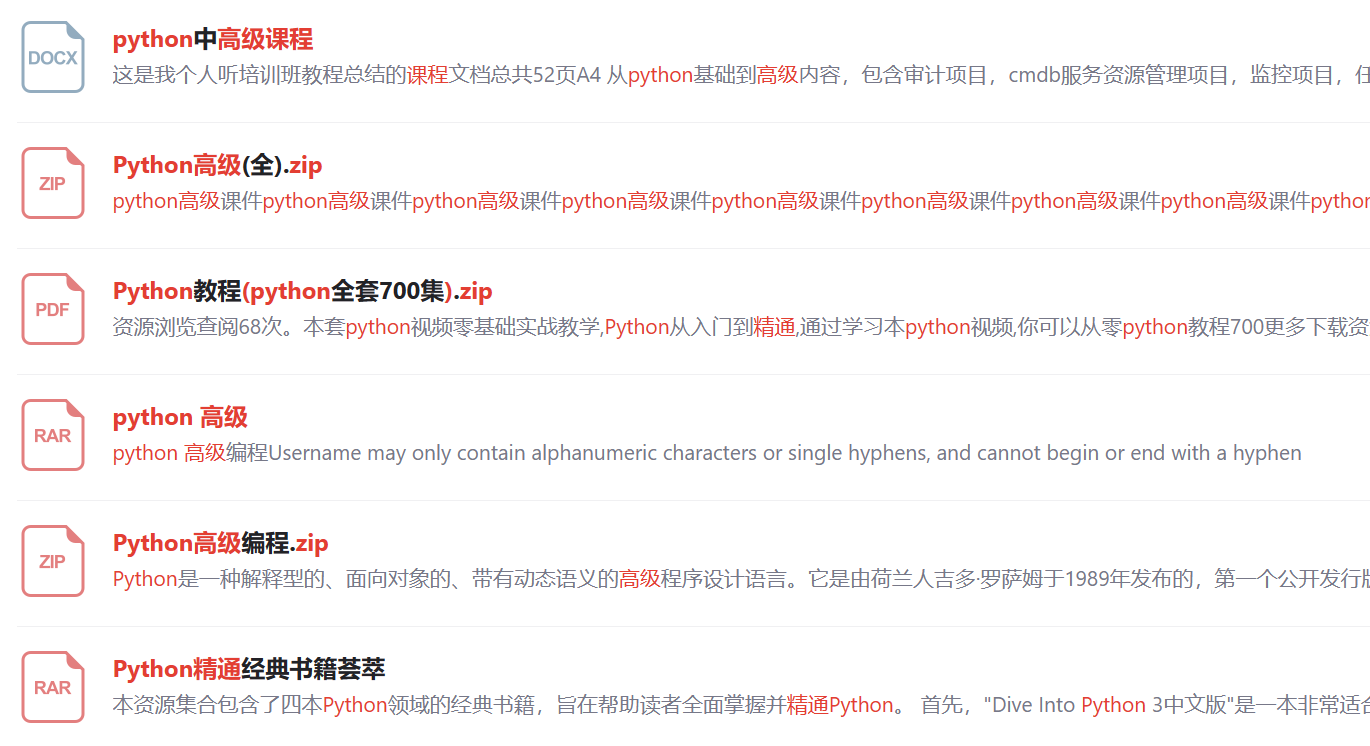 DOCX
python中高级课程
这是我个人听培训班教程总结的课程文档总共52页A4 从python基础到高级内容，包含审计项目，cmdb服务资源管理项目，监控项目，任
ZIP
Python高级(全).zip
python高级课件python高级课件python高级课件python高级课件python高级课件python高级课件python高级课件python高级课件python
PDF
Python教程(python全套700集).zip
资源浏览查阅68次。本套python视频零基础实战教学,Python从入门到精通,通过学习本python视频,你可以从零python教程700更多下载资
RAR
python 高级
python 高级编程Username may only contain alphanumeric characters or single hyphens, and cannot begin or end with a hyphen
ZIP
Python高级编程.zip
Python是一种解释型的、面向对象的、带有动态语义的高级程序设计语言。它是由荷兰人吉多·罗萨姆于1989年发布的，第一个公开发行版
RAR
Python精通经典书籍荟萃
本资源集合包含了四本Python领域的经典书籍，旨在帮助读者全面掌握并精通Python。 首先，"Dive Into Python 3中文版"是一本非常适合